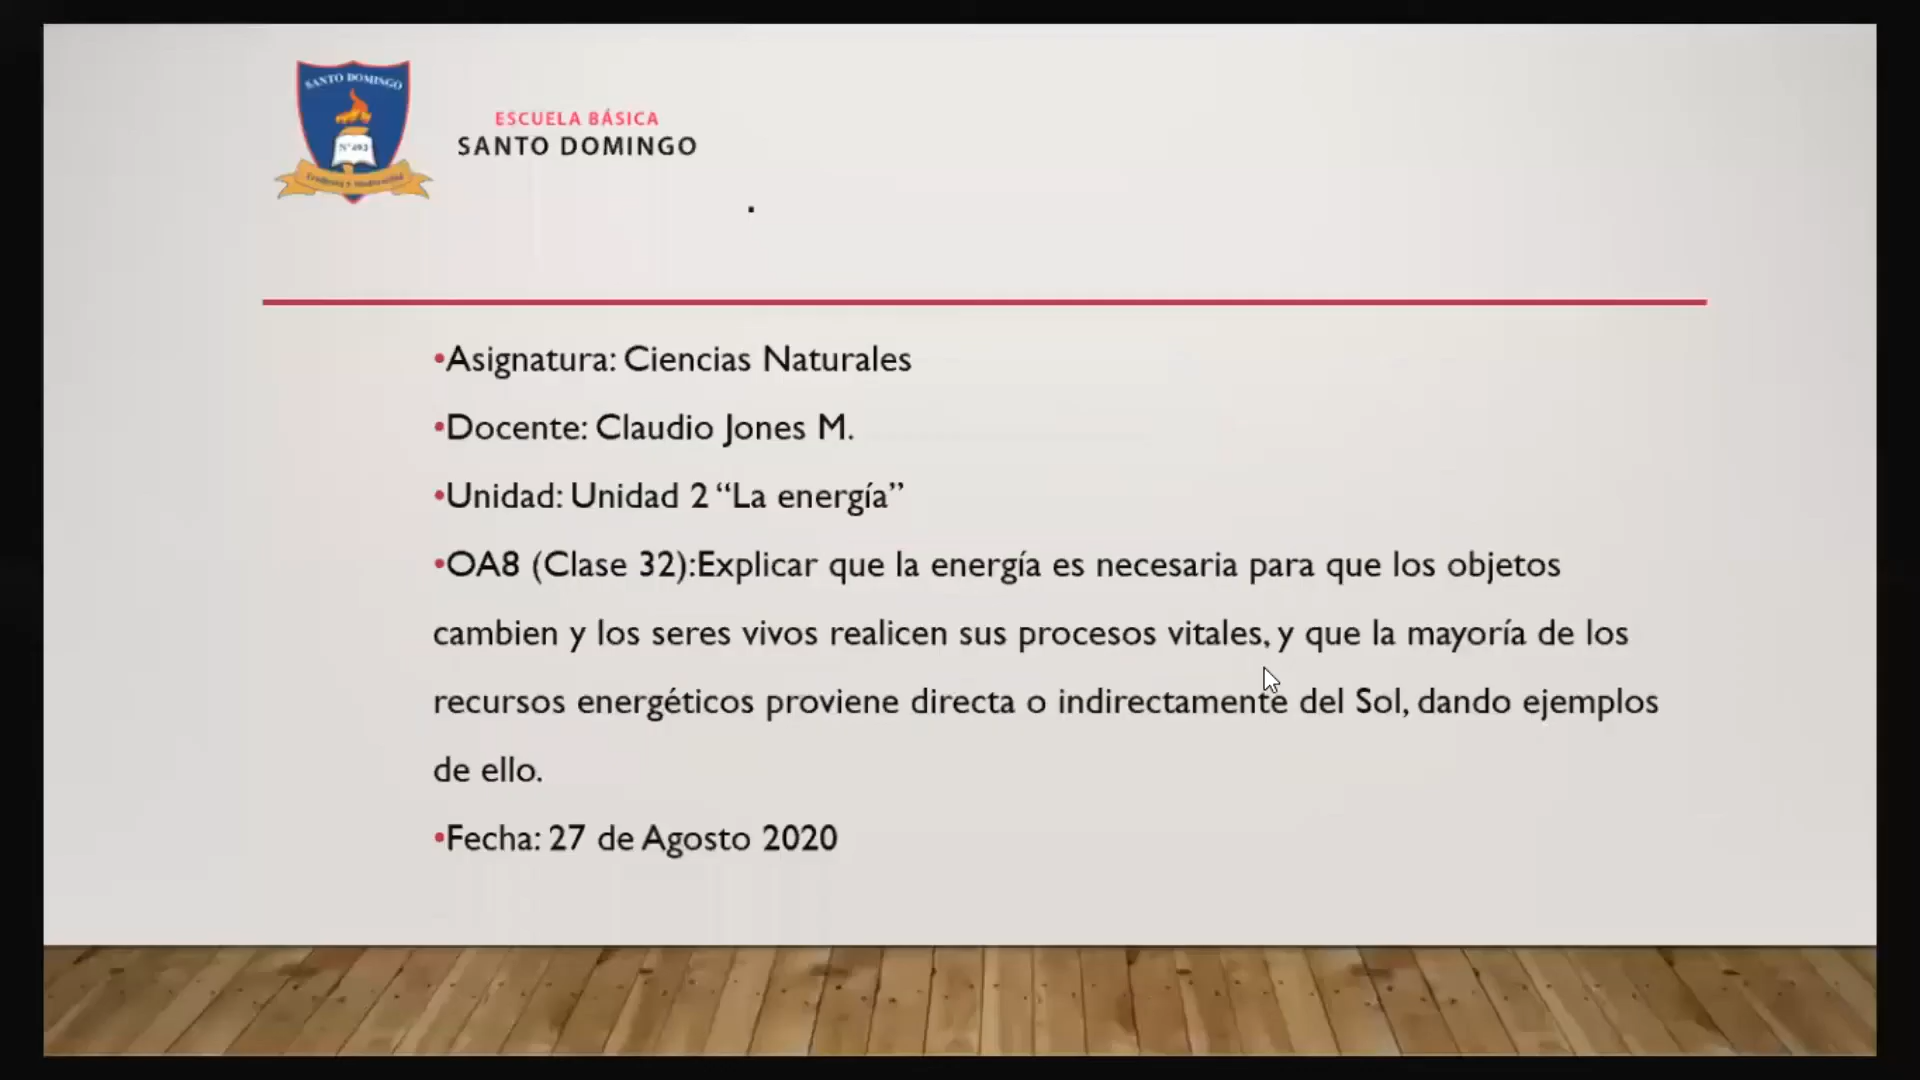 SANTO DOMINGO
ESCUELA BÁSICA
SANTO DOMINGO
.
•Asignatura: Ciencias Naturales
•Docente: Claudio Jones M.
•Unidad: Unidad 2 “La energía”
•OA8 (Clase 32):Explicar que la energía es necesaria para que los objetos
cambien y los seres vivos realicen sus procesos vitales, y que la mayoría de los
recursos energéticos proviene directa o indirectamente del Sol, dando ejemplos
de ello.
•Fecha: 27 de Agosto 2020